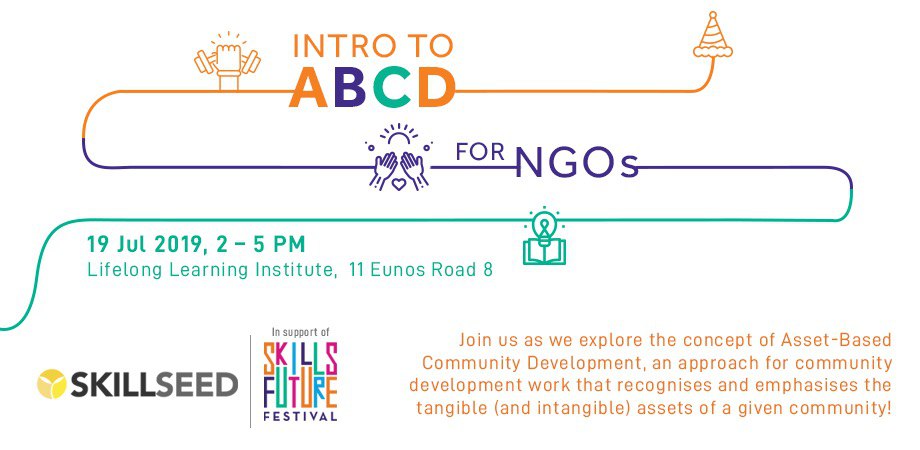 INTRO TO
ABCD
FOR NGOs
19 Jul 2019, 2 – 5 PM
Lifelong Learning Institute, 11 Eunos Road 8
SKILLSEED
In support of
SKILLS
FUTURE
FESTIVAL
Join us as we explore the concept of Asset-Based
Community Development, an approach for community
development work that recognises and emphasises the
tangible (and intangible) assets of a given community!